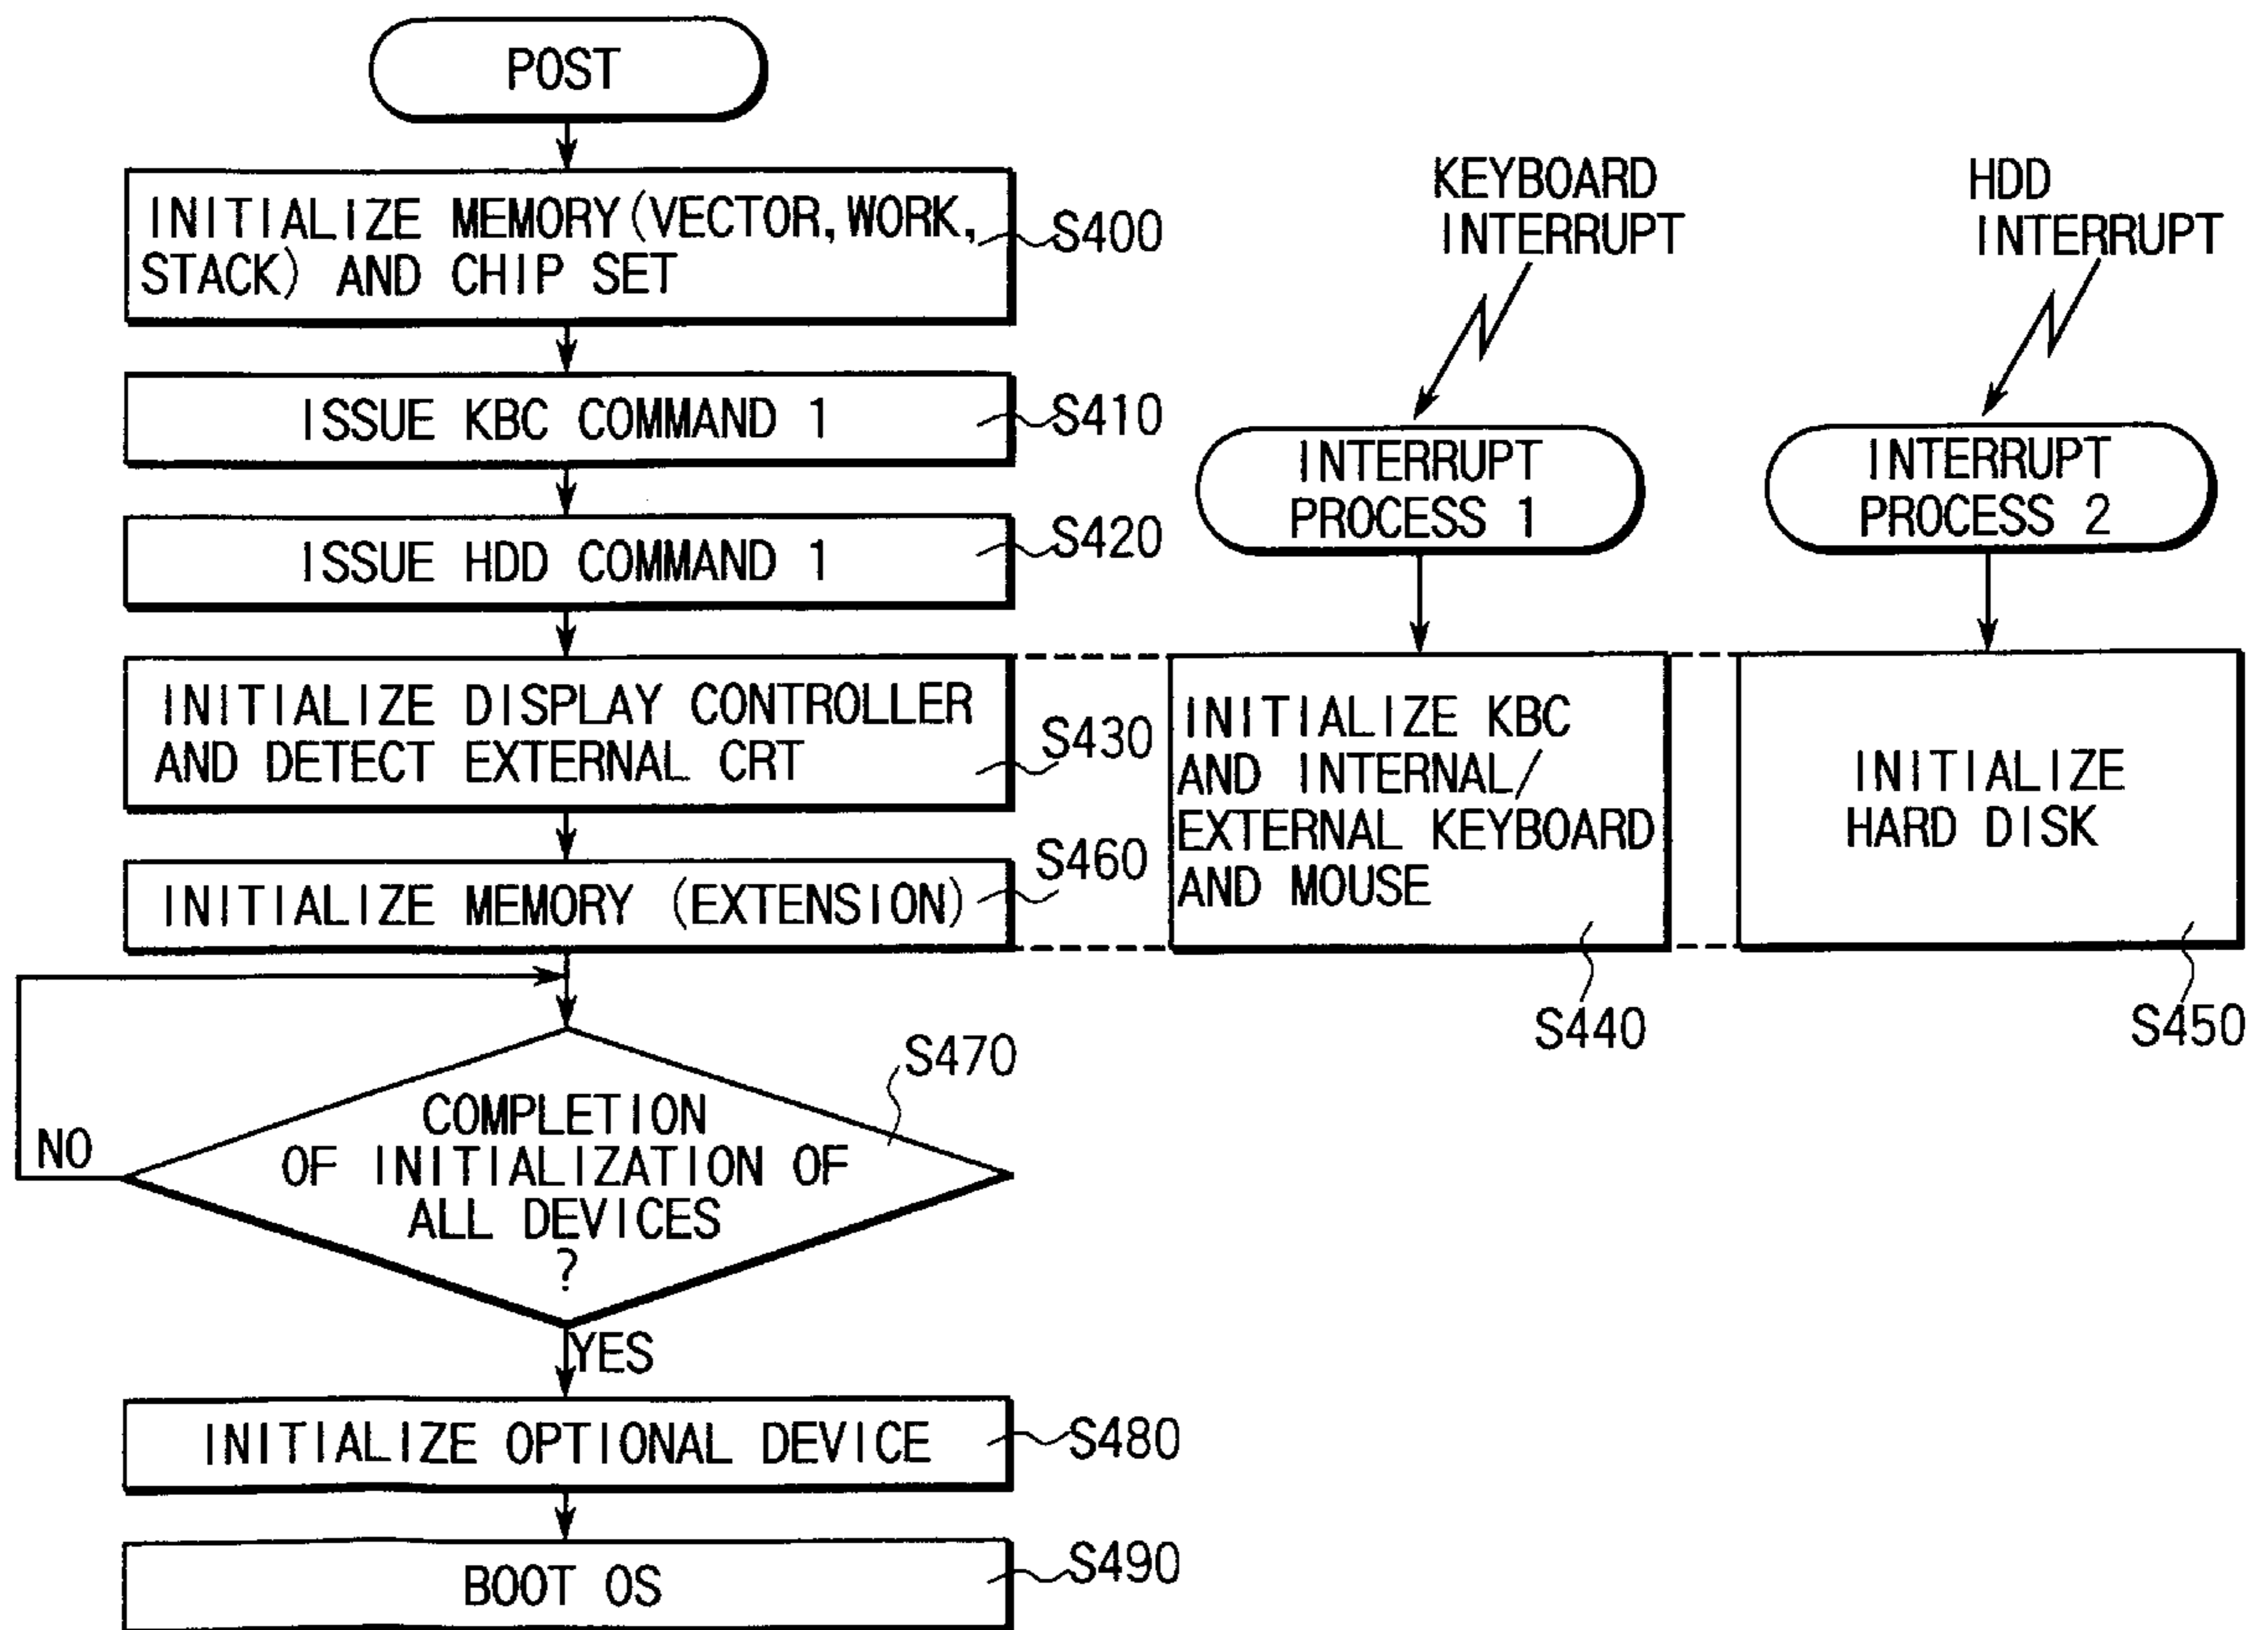 POST
INITIALIZE MEMORY(VECTOR,WORK,
STACK) AND CHIP SET
S400
ISSUE KBC COMMAND 1
S410
ISSUE HDD COMMAND 1
S420
INITIALIZE DISPLAY CONTROLLER
AND DETECT EXTERNAL CRT
S430
INITIALIZE MEMORY (EXTENSION)
S460
COMPLETION
OF INITIALIZATION OF
ALL DEVICES
?
S470
NO
YES
INITIALIZE OPTIONAL DEVICE
S480
BOOT OS
S490
KEYBOARD
INTERRUPT
INTERRUPT
PROCESS 1
INITIALIZE KBC
AND INTERNAL/
EXTERNAL KEYBOARD
AND MOUSE
S440
HDD
INTERRUPT
INTERRUPT
PROCESS 2
INITIALIZE
HARD DISK
S450